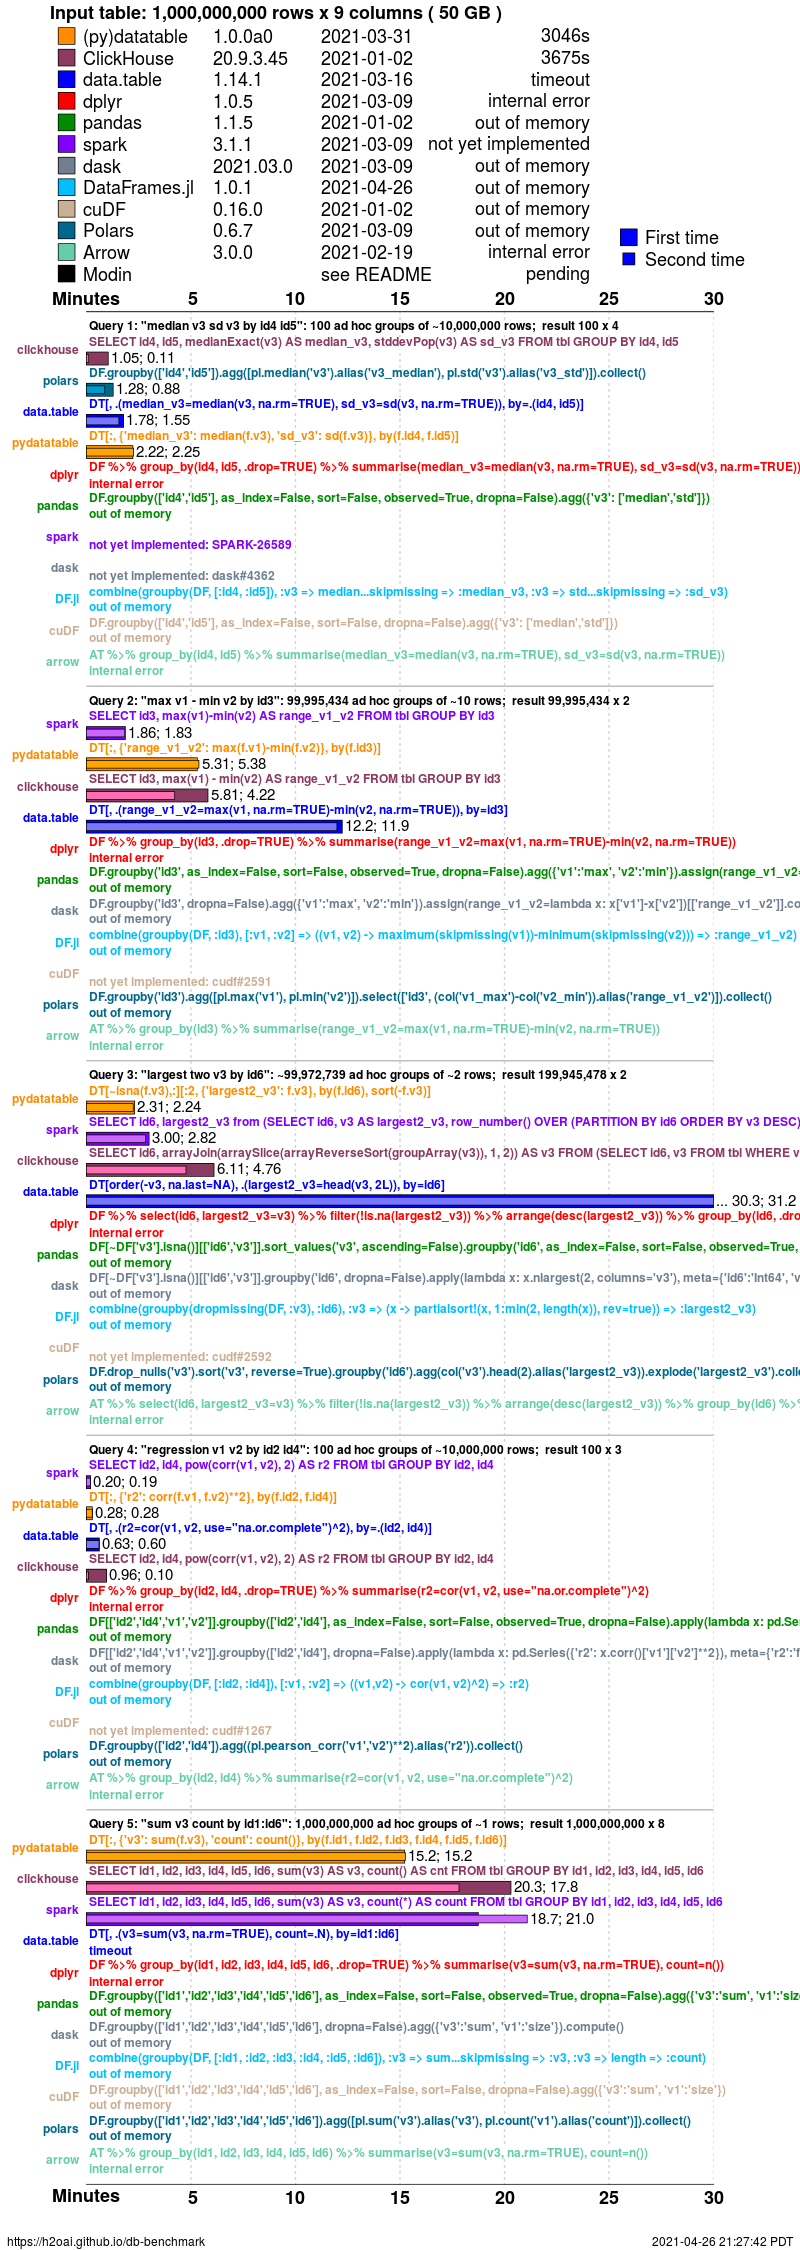 Input table: 1,000,000,000 rows x 9 columns ( 50 GB )
(py)datatable 1.0.0a0 2021-03-31 3046s
ClickHouse 20.9.3.45 2021-01-02 3675s
data.table 1.14.1 2021-03-16 timeout
dplyr 1.0.5 2021-03-09 internal error
pandas 1.1.5 2021-01-02 out of memory
spark 3.1.1 2021-03-09 not yet implemented
dask 2021.03.0 2021-03-09 out of memory
DataFrames.jl 1.0.1 2021-04-26 out of memory
cuDF 0.16.0 2021-01-02 out of memory
Polars 0.6.7 2021-03-09 out of memory
Arrow 3.0.0 2021-02-19 internal error
Modin see README pending
First time
Second time
Minutes 5 10 15 20 25 30
Query 1: "median v3 sd v3 by id4 id5": 100 ad hoc groups of ~10,000,000 rows; result 100 x 4
clickhouse SELECT id4, id5, medianExact(v3) AS median_v3, stddevPop(v3) AS sd_v3 FROM tbl GROUP BY id4, id5
1.05; 0.11
polars DF.groupby(['id4','id5']).agg([pl.median('v3').alias('v3_median'), pl.std('v3').alias('v3_std')]).collect()
1.28; 0.88
data.table DT[, .(median_v3=median(v3, na.rm=TRUE), sd_v3=sd(v3, na.rm=TRUE)), by=.(id4, id5)]
1.78; 1.55
pydatatable DT[:, {'median_v3': median(f.v3), 'sd_v3': sd(f.v3)}, by(f.id4, f.id5)]
2.22; 2.25
dplyr DF %>% group_by(id4, id5, .drop=TRUE) %>% summarise(median_v3=median(v3, na.rm=TRUE), sd_v3=sd(v3, na.rm=TRUE))
internal error
pandas DF.groupby(['id4','id5'], as_index=False, sort=False, observed=True, dropna=False).agg({'v3': ['median','std']})
out of memory
spark
not yet implemented: SPARK-26589
dask
not yet implemented: dask#4362
DF.jl combine(groupby(DF, [:id4, :id5]), :v3 => median...skipmissing => :median_v3, :v3 => std...skipmissing => :sd_v3)
out of memory
cuDF DF.groupby(['id4','id5'], as_index=False, sort=False, dropna=False).agg({'v3': ['median','std']})
out of memory
arrow AT %>% group_by(id4, id5) %>% summarise(median_v3=median(v3, na.rm=TRUE), sd_v3=sd(v3, na.rm=TRUE))
internal error
Query 2: "max v1 - min v2 by id3": 99,995,434 ad hoc groups of ~10 rows; result 99,995,434 x 2
spark SELECT id3, max(v1)-min(v2) AS range_v1_v2 FROM tbl GROUP BY id3
1.86; 1.83
pydatatable DT[:, {'range_v1_v2': max(f.v1)-min(f.v2)}, by(f.id3)]
5.31; 5.38
clickhouse SELECT id3, max(v1) - min(v2) AS range_v1_v2 FROM tbl GROUP BY id3
5.81; 4.22
data.table DT[, .(range_v1_v2=max(v1, na.rm=TRUE)-min(v2, na.rm=TRUE)), by=id3]
12.2; 11.9
dplyr DF %>% group_by(id3, .drop=TRUE) %>% summarise(range_v1_v2=max(v1, na.rm=TRUE)-min(v2, na.rm=TRUE))
internal error
pandas DF.groupby('id3', as_index=False, sort=False, observed=True, dropna=False).agg({'v1':'max', 'v2':'min'}).assign(range_v1_v2=
out of memory
dask DF.groupby('id3', dropna=False).agg({'v1':'max', 'v2':'min'}).assign(range_v1_v2=lambda x: x['v1']-x['v2'])[['range_v1_v2']].co
out of memory
DF.jl combine(groupby(DF, :id3), [:v1, :v2] => ((v1, v2) -> maximum(skipmissing(v1))-minimum(skipmissing(v2))) => :range_v1_v2)
out of memory
cuDF
not yet implemented: cudf#2591
polars DF.groupby('id3').agg([pl.max('v1'), pl.min('v2')]).select(['id3', (col('v1_max')-col('v2_min')).alias('range_v1_v2')]).collect()
out of memory
arrow AT %>% group_by(id3) %>% summarise(range_v1_v2=max(v1, na.rm=TRUE)-min(v2, na.rm=TRUE))
internal error
Query 3: "largest two v3 by id6": ~99,972,739 ad hoc groups of ~2 rows; result 199,945,478 x 2
pydatatable DT[~isna(f.v3),:][:2, {'largest2_v3': f.v3}, by(f.id6), sort(-f.v3)]
2.31; 2.24
spark SELECT id6, largest2_v3 from (SELECT id6, v3 AS largest2_v3, row_number() OVER (PARTITION BY id6 ORDER BY v3 DESC)
3.00; 2.82
clickhouse SELECT id6, arrayJoin(arraySlice(arrayReverseSort(groupArray(v3)), 1, 2)) AS v3 FROM (SELECT id6, v3 FROM tbl WHERE v
6.11; 4.76
data.table DT[order(-v3, na.last=NA), .(largest2_v3=head(v3, 2L)), by=id6]
... 30.3; 31.2
dplyr DF %>% select(id6, largest2_v3=v3) %>% filter(!is.na(largest2_v3)) %>% arrange(desc(largest2_v3)) %>% group_by(id6, .dro
internal error
pandas DF[~DF['v3'].isna()][['id6','v3']].sort_values('v3', ascending=False).groupby('id6', as_index=False, sort=False, observed=True,
out of memory
dask DF[~DF['v3'].isna()][['id6','v3']].groupby('id6', dropna=False).apply(lambda x: x.nlargest(2, columns='v3'), meta={'id6':'Int64', 'v
out of memory
DF.jl combine(groupby(dropmissing(DF, :v3), :id6), :v3 => (x -> partialsort!(x, 1:min(2, length(x)), rev=true)) => :largest2_v3)
out of memory
cuDF
not yet implemented: cudf#2592
polars DF.drop_nulls('v3').sort('v3', reverse=True).groupby('id6').agg(col('v3').head(2).alias('largest2_v3')).explode('largest2_v3').colle
out of memory
arrow AT %>% select(id6, largest2_v3=v3) %>% filter(!is.na(largest2_v3)) %>% arrange(desc(largest2_v3)) %>% group_by(id6) %>%
internal error
Query 4: "regression v1 v2 by id2 id4": 100 ad hoc groups of ~10,000,000 rows; result 100 x 3
spark SELECT id2, id4, pow(corr(v1, v2), 2) AS r2 FROM tbl GROUP BY id2, id4
0.20; 0.19
pydatatable DT[:, {'r2': corr(f.v1, f.v2)**2}, by(f.id2, f.id4)]
0.28; 0.28
data.table DT[, .(r2=cor(v1, v2, use="na.or.complete")^2), by=.(id2, id4)]
0.63; 0.60
clickhouse SELECT id2, id4, pow(corr(v1, v2), 2) AS r2 FROM tbl GROUP BY id2, id4
0.96; 0.10
dplyr DF %>% group_by(id2, id4, .drop=TRUE) %>% summarise(r2=cor(v1, v2, use="na.or.complete")^2)
internal error
pandas DF[['id2','id4','v1','v2']].groupby(['id2','id4'], as_index=False, sort=False, observed=True, dropna=False).apply(lambda x: pd.Se
out of memory
dask DF[['id2','id4','v1','v2']].groupby(['id2','id4'], dropna=False).apply(lambda x: pd.Series({'r2': x.corr()['v1']['v2']**2}), meta={'r2':'f
out of memory
DF.jl combine(groupby(DF, [:id2, :id4]), [:v1, :v2] => ((v1,v2) -> cor(v1, v2)^2) => :r2)
out of memory
cuDF
not yet implemented: cudf#1267
polars DF.groupby(['id2','id4']).agg((pl.pearson_corr('v1','v2')**2).alias('r2')).collect()
out of memory
arrow AT %>% group_by(id2, id4) %>% summarise(r2=cor(v1, v2, use="na.or.complete")^2)
internal error
Query 5: "sum v3 count by id1:id6": 1,000,000,000 ad hoc groups of ~1 rows; result 1,000,000,000 x 8
pydatatable DT[:, {'v3': sum(f.v3), 'count': count()}, by(f.id1, f.id2, f.id3, f.id4, f.id5, f.id6)]
15.2; 15.2
clickhouse SELECT id1, id2, id3, id4, id5, id6, sum(v3) AS v3, count() AS cnt FROM tbl GROUP BY id1, id2, id3, id4, id5, id6
20.3; 17.8
spark SELECT id1, id2, id3, id4, id5, id6, sum(v3) AS v3, count(*) AS count FROM tbl GROUP BY id1, id2, id3, id4, id5, id6
18.7; 21.0
data.table DT[, .(v3=sum(v3, na.rm=TRUE), count=.N), by=id1:id6]
timeout
dplyr DF %>% group_by(id1, id2, id3, id4, id5, id6, .drop=TRUE) %>% summarise(v3=sum(v3, na.rm=TRUE), count=n())
internal error
pandas DF.groupby(['id1','id2','id3','id4','id5','id6'], as_index=False, sort=False, observed=True, dropna=False).agg({'v3':'sum', 'v1':'size
out of memory
dask DF.groupby(['id1','id2','id3','id4','id5','id6'], dropna=False).agg({'v3':'sum', 'v1':'size'}).compute()
out of memory
DF.jl combine(groupby(DF, [:id1, :id2, :id3, :id4, :id5, :id6]), :v3 => sum...skipmissing => :v3, :v3 => length => :count)
out of memory
cuDF DF.groupby(['id1','id2','id3','id4','id5','id6'], as_index=False, sort=False, dropna=False).agg({'v3':'sum', 'v1':'size'})
out of memory
polars DF.groupby(['id1','id2','id3','id4','id5','id6']).agg([pl.sum('v3').alias('v3'), pl.count('v1').alias('count')]).collect()
out of memory
arrow AT %>% group_by(id1, id2, id3, id4, id5, id6) %>% summarise(v3=sum(v3, na.rm=TRUE), count=n())
internal error
Minutes 5 10 15 20 25 30
https://h2oai.github.io/db-benchmark 2021-04-26 21:27:42 PDT